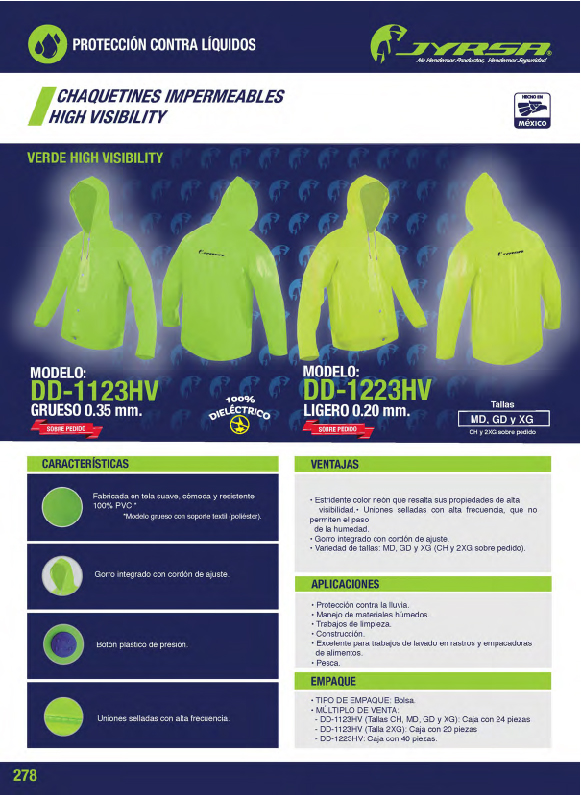 PROTECCIÓN CONTRA LÍQUIDOS
JYRSA®
No Vendemos Productos, Vendemos Seguridad
CHAQUETINES IMPERMEABLES
HIGH VISIBILITY
HECHO EN
MÉXICO
VERDE HIGH VISIBILITY
JYRSA
JYRSA
MODELO:
DD-1123HV
GRUESO 0.35 mm.
SOBRE PEDIDO
100%
DIELÉCTRICO
MODELO:
DD-1223HV
LIGERO 0.20 mm.
SOBRE PEDIDO
Tallas
MD, GD y XG
CH y 2XG sobre pedido
CARACTERÍSTICAS
Fabricada en tela suave, cómoda y resistente
100% PVC*
*Modelo grueso con soporte textil (poliéster).
Gorro integrado con cordón de ajuste.
Botón plástico de presión.
Uniones selladas con alta frecuencia.
VENTAJAS
• Estridente color neón que resalta sus propiedades de alta
visibilidad.• Uniones selladas con alta frecuencia, que no
permiten el paso
de la humedad.
• Gorro integrado con cordón de ajuste.
• Variedad de tallas: MD, GD y XG (CH y 2XG sobre pedido).
APLICACIONES
• Protección contra la lluvia.
• Manejo de materiales húmedos.
• Trabajos de limpieza.
• Construcción.
• Excelente para trabajos de lavado en rastros y empacadoras
de alimentos.
• Pesca.
EMPAQUE
• TIPO DE EMPAQUE: Bolsa.
• MÚLTIPLO DE VENTA:
- DD-1123HV (Tallas CH, MD, GD y XG): Caja con 24 piezas
- DD-1123HV (Talla 2XG): Caja con 20 piezas
- DD-1223HV: Caja con 40 piezas.
278